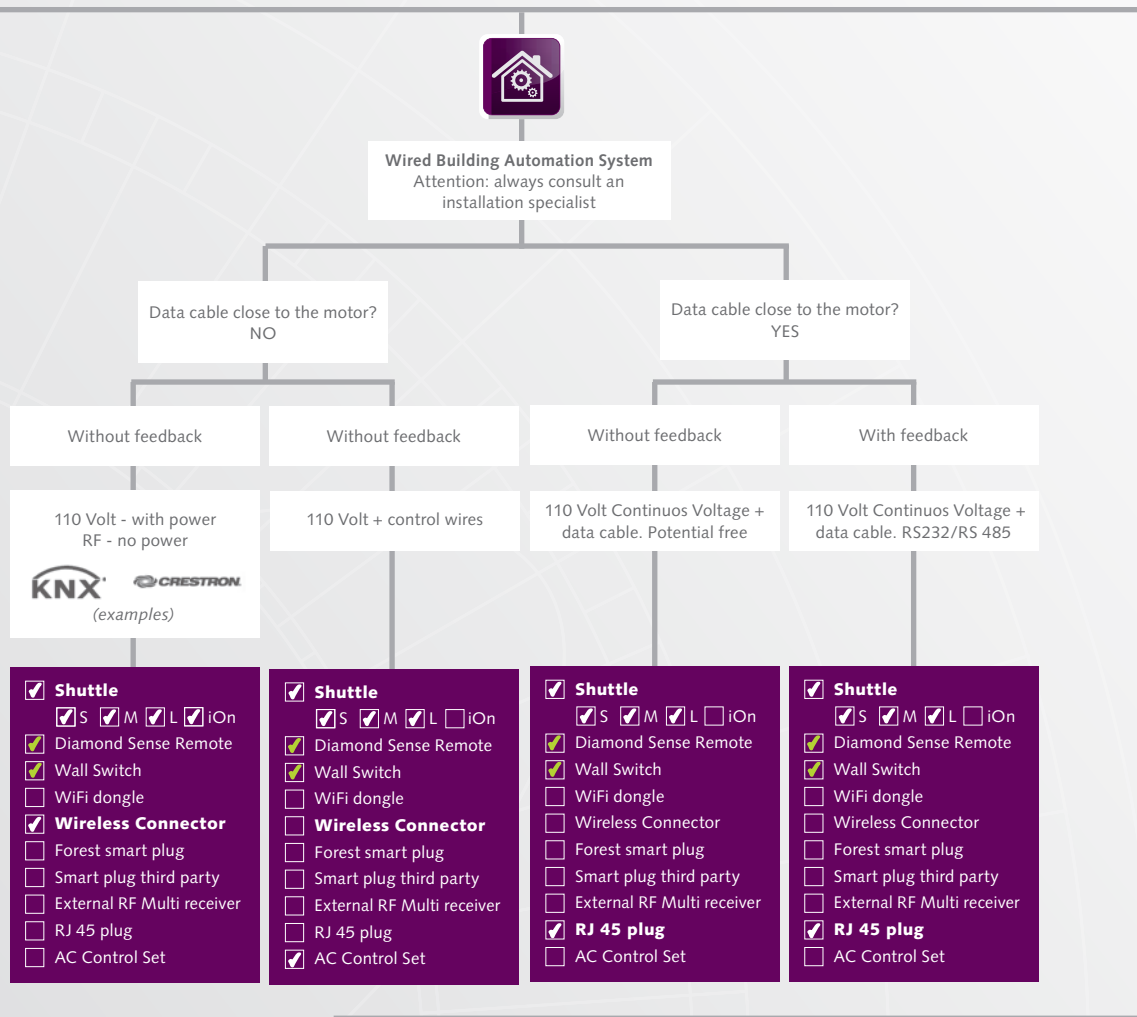 Wired Building Automation System
Attention: always consult an
installation specialist
Data cable close to the motor?
NO
Data cable close to the motor?
YES
Without feedback
Without feedback
Without feedback
With feedback
110 Volt - with power
RF - no power
KNX
CRESTRON
(examples)
110 Volt + control wires
110 Volt Continuos Voltage +
data cable. Potential free
110 Volt Continuos Voltage +
data cable. RS232/RS 485
Shuttle
S M L iOn
Diamond Sense Remote
Wall Switch
WiFi dongle
Wireless Connector
Forest smart plug
Smart plug third party
External RF Multi receiver
RJ 45 plug
AC Control Set
Shuttle
S M L iOn
Diamond Sense Remote
Wall Switch
WiFi dongle
Wireless Connector
Forest smart plug
Smart plug third party
External RF Multi receiver
RJ 45 plug
AC Control Set
Shuttle
S M L iOn
Diamond Sense Remote
Wall Switch
WiFi dongle
Wireless Connector
Forest smart plug
Smart plug third party
External RF Multi receiver
RJ 45 plug
AC Control Set
Shuttle
S M L iOn
Diamond Sense Remote
Wall Switch
WiFi dongle
Wireless Connector
Forest smart plug
Smart plug third party
External RF Multi receiver
RJ 45 plug
AC Control Set